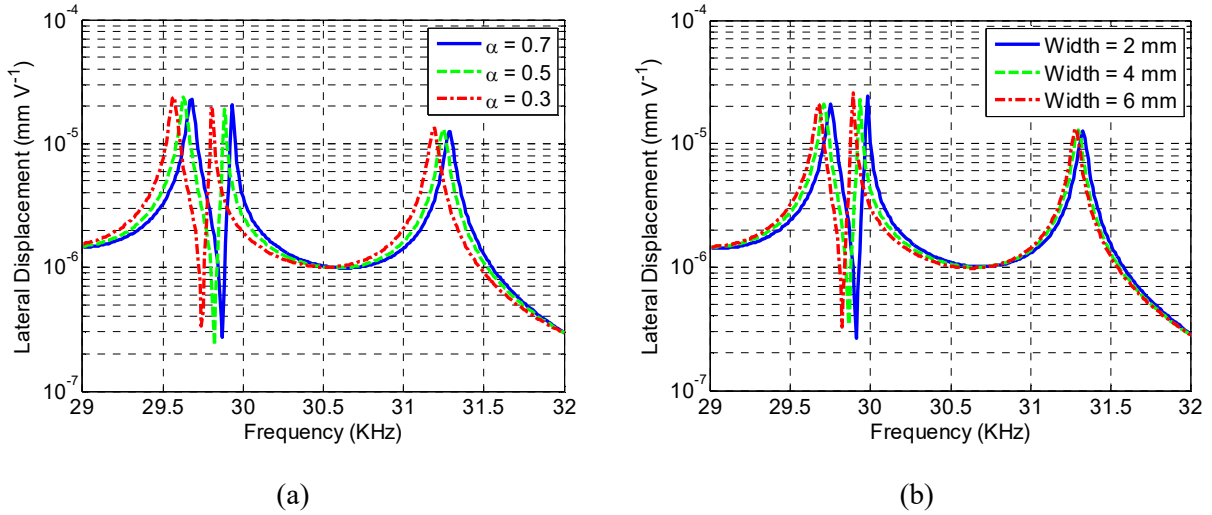 10⁻⁴
10⁻⁵
10⁻⁶
10⁻⁷
Lateral Displacement (mm V⁻¹)
α = 0.7
α = 0.5
α = 0.3
29 29.5 30 30.5 31 31.5 32
Frequency (KHz)
(a)
10⁻⁴
10⁻⁵
10⁻⁶
10⁻⁷
Lateral Displacement (mm V⁻¹)
Width = 2 mm
Width = 4 mm
Width = 6 mm
29 29.5 30 30.5 31 31.5 32
Frequency (KHz)
(b)